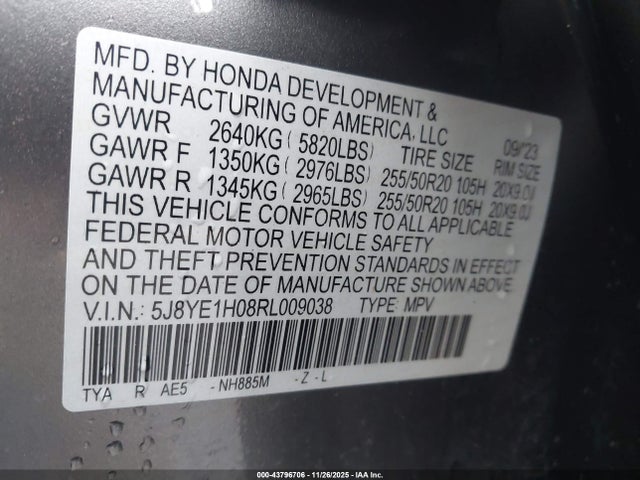 MFD. BY HONDA DEVELOPMENT &
MANUFACTURING OF AMERICA, LLC
GVWR 2640KG ( 5820LBS) 09/'23
GAWR F 1350KG ( 2976LBS) TIRE SIZE RIM SIZE
GAWR R 1345KG ( 2965LBS) 255/50R20 105H 20X9.0J
255/50R20 105H 20X9.0J
THIS VEHICLE CONFORMS TO ALL APPLICABLE
FEDERAL MOTOR VEHICLE SAFETY
AND THEFT PREVENTION STANDARDS IN EFFECT
ON THE DATE OF MANUFACTURE SHOWN ABOVE.
V.I.N.: 5J8YE1H08RL009038 TYPE: MPV
TYA R AE5 - NH885M - Z - L
000-43796706 - 11/26/2025 - IAA Corp.